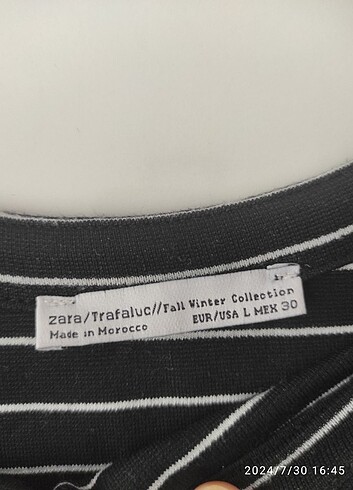 zara/Trafaluc//Fall Winter Collection
Made in Morocco EUR/USA L MEX 30
2024/7/30 16:45